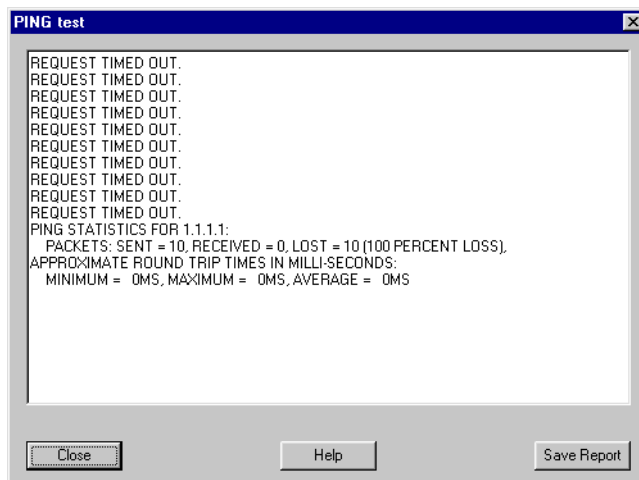 PING test
REQUEST TIMED OUT.
REQUEST TIMED OUT.
REQUEST TIMED OUT.
REQUEST TIMED OUT.
REQUEST TIMED OUT.
REQUEST TIMED OUT.
REQUEST TIMED OUT.
REQUEST TIMED OUT.
REQUEST TIMED OUT.
REQUEST TIMED OUT.
PING STATISTICS FOR 1.1.1.1:
PACKETS: SENT = 10, RECEIVED = 0, LOST = 10 (100 PERCENT LOSS),
APPROXIMATE ROUND TRIP TIMES IN MILLI-SECONDS:
MINIMUM = 0MS, MAXIMUM = 0MS, AVERAGE = 0MS
Close Help Save Report